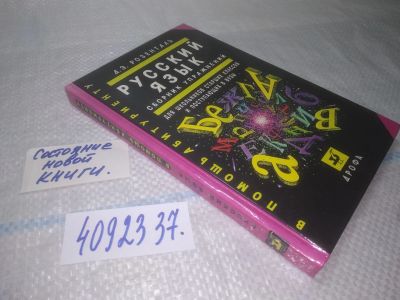 Д.Э. РОЗЕНТАЛЬ
РУССКИЙ
ЯЗЫК
СБОРНИК УПРАЖНЕНИЙ
ДЛЯ ШКОЛЬНИКОВ СТАРШИХ КЛАССОВ
И ПОСТУПАЮЩИХ В ВУЗЫ
В ПОМОЩЬ АБИТУРИЕНТУ
ДРОФА
Состояние
новой
книги.
4092337.